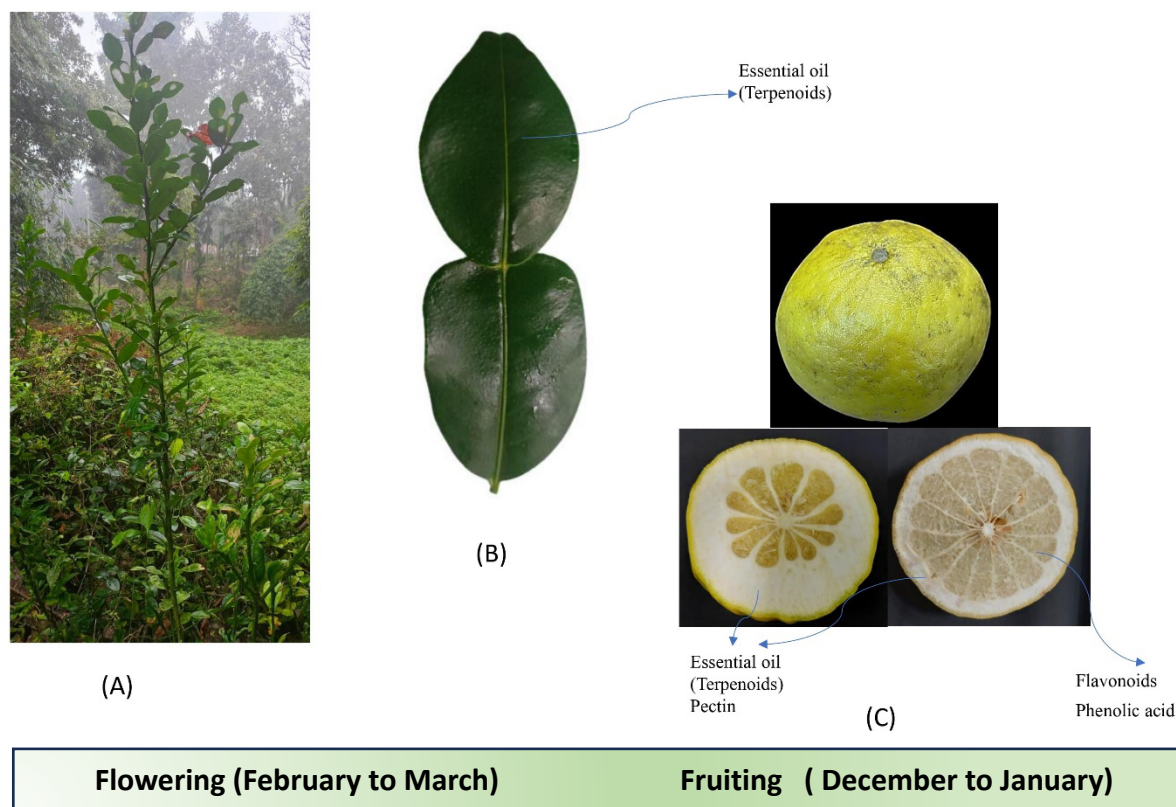 Essential oil
(Terpenoids)
(B)
(A)
Essential oil
(Terpenoids)
Pectin
Flavonoids
Phenolic acid
(C)
Flowering (February to March)
Fruiting ( December to January)